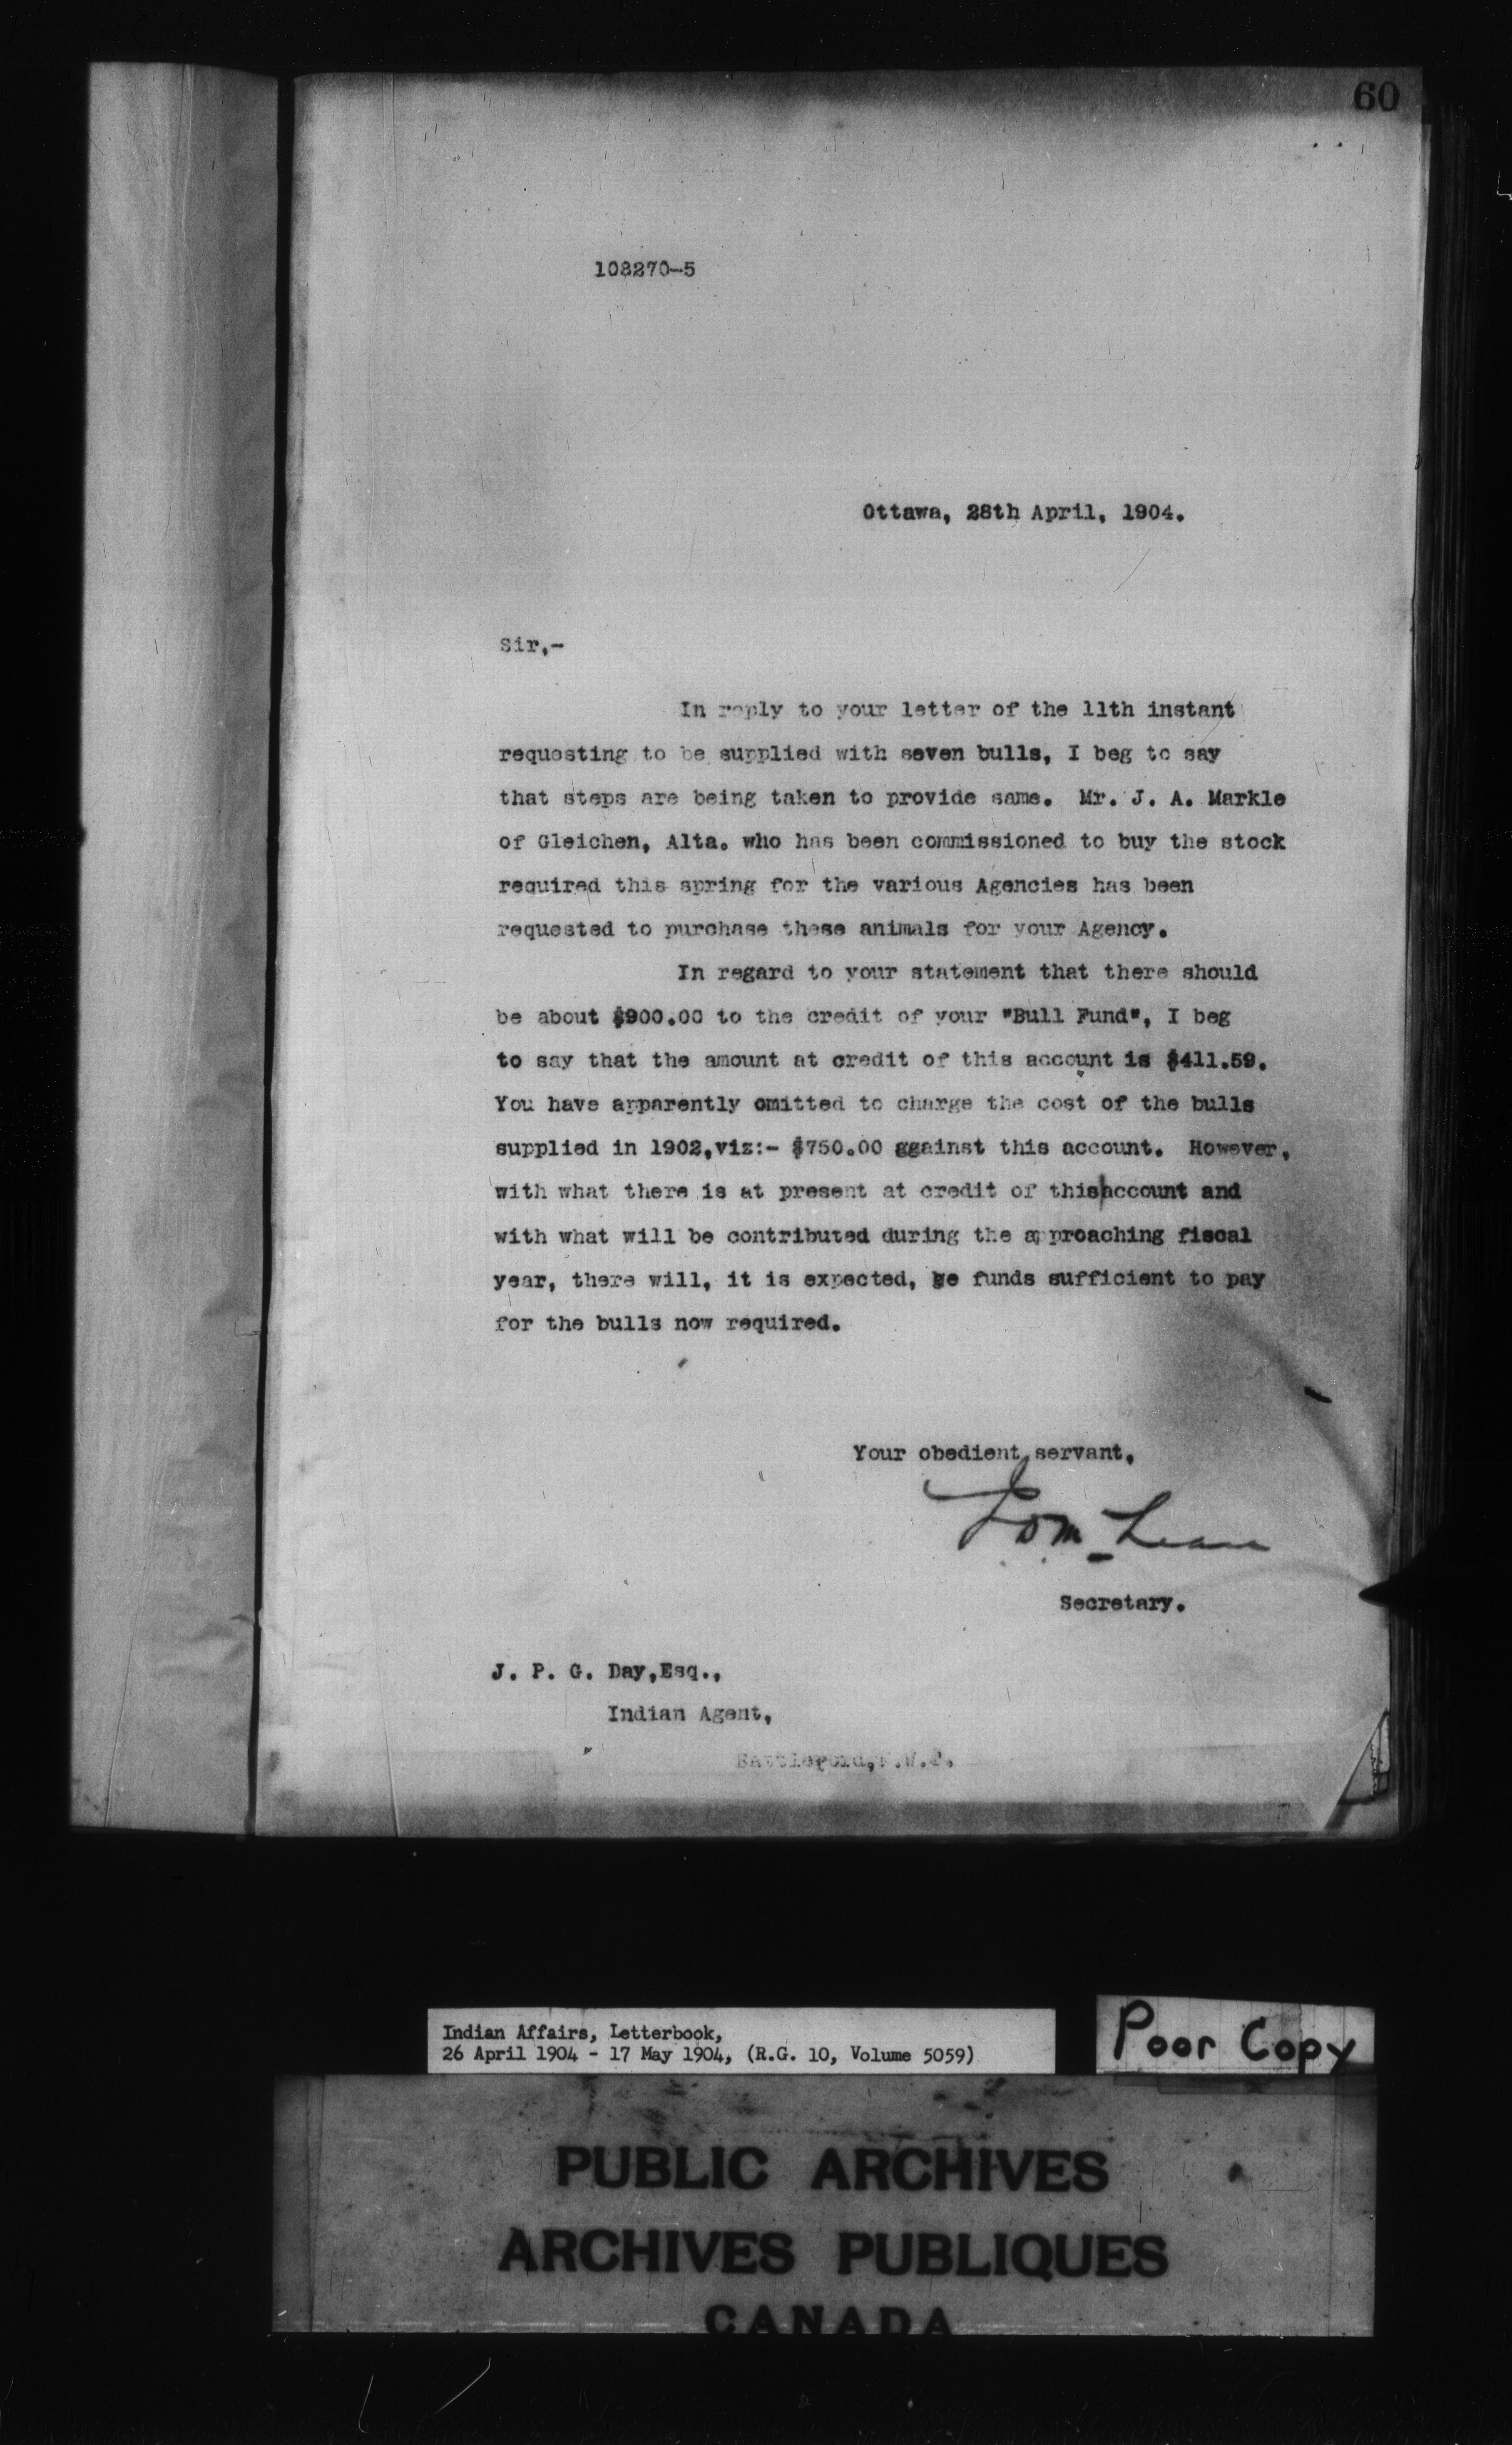 60
108270-5
Ottawa, 28th April, 1904.
Sir,-
In reply to your letter of the 11th instant
requesting to be supplied with seven bulls, I beg to say
that steps are being taken to provide same. Mr. J. A. Markle
of Gleichen, Alta. who has been commissioned to buy the stock
required this spring for the various Agencies has been
requested to purchase these animals for your Agency.
In regard to your statement that there should
be about $900.00 to the credit of your "Bull Fund", I beg
to say that the amount at credit of this account is $411.59.
You have apparently omitted to charge the cost of the bulls
supplied in 1902,viz:- $750.00 against this account. However,
with what there is at present at credit of this|account and
with what will be contributed during the approaching fiscal
year, there will, it is expected, be funds sufficient to pay
for the bulls now required.
Your obedient servant,
J D McLean
Secretary.
J. P. G. Day,Esq.,
Indian Agent,
Battleford,N.W.T.
Indian Affairs, Letterbook,
26 April 1904 - 17 May 1904, (R.G. 10, Volume 5059)
Poor Copy
PUBLIC ARCHIVES
ARCHIVES PUBLIQUES
CANADA